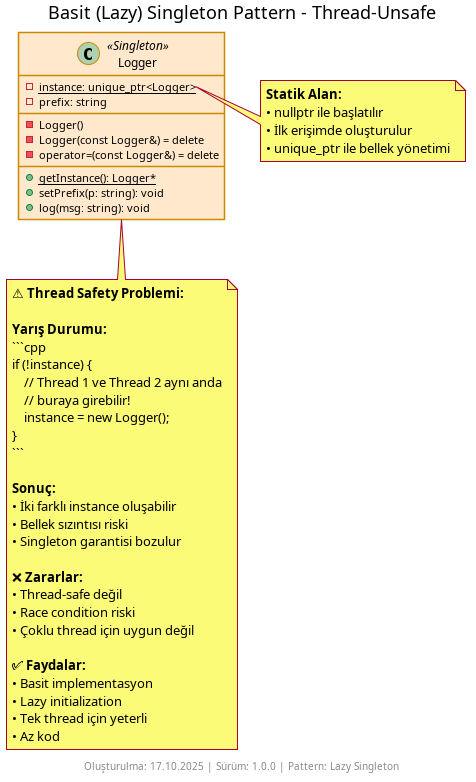 Basit (Lazy) Singleton Pattern - Thread-Unsafe
C «Singleton»
Logger
instance: unique_ptr<Logger>
prefix: string
Logger()
Logger(const Logger&) = delete
operator=(const Logger&) = delete
getInstance(): Logger*
setPrefix(p: string): void
log(msg: string): void
Statik Alan:
• nullptr ile başlatılır
• İlk erişimde oluşturulur
• unique_ptr ile bellek yönetimi
⚠ Thread Safety Problemi:
Yarış Durumu:
```cpp
if (!instance) {
    // Thread 1 ve Thread 2 aynı anda
    // buraya girebilir!
    instance = new Logger();
}
```
Sonuç:
• İki farklı instance oluşabilir
• Bellek sızıntısı riski
• Singleton garantisi bozulur
❌ Zararlar:
• Thread-safe değil
• Race condition riski
• Çoklu thread için uygun değil
✅ Faydalar:
• Basit implementasyon
• Lazy initialization
• Tek thread için yeterli
• Az kod
Oluşturulma: 17.10.2025 | Sürüm: 1.0.0 | Pattern: Lazy Singleton